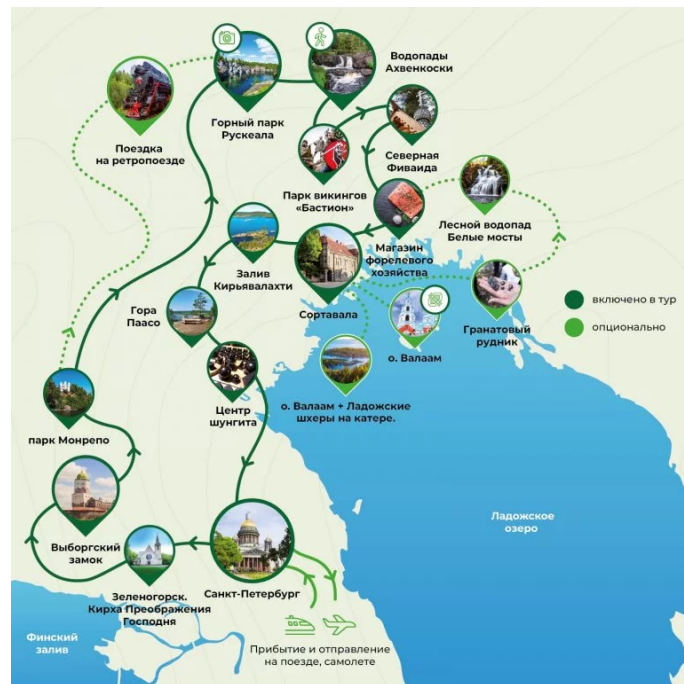 Водопады
Ахвенкоски
Горный парк
Рускеала
Поездка
на ретропоезде
Северная
Фиваида
Парк викингов
«Бастион»
Лесной водопад
Белые мосты
Магазин
форелевого
хозяйства
Залив
Кирьявалахти
Сортавала
Гора
Паасо
Гранатовый
рудник
включено в тур
опционально
о. Валаам
о. Валаам + Ладожские
шхеры на катере.
Центр
шунгита
парк Монрепо
Выборгский
замок
Ладожское
озеро
Зеленогорск.
Кирха Преображения
Господня
Санкт-Петербург
Финский
залив
Прибытие и отправление
на поезде, самолете